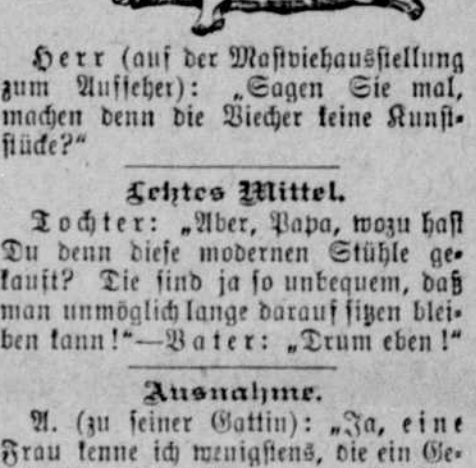 Herr (auf der Mastviehausstellung
zum Aufseher): „Sagen Sie mal,
machen denn die Viecher keine Kunst-
stücke?“
Letztes Mittel.
Tochter: „Aber, Papa, wozu hast
Du denn diese modernen Stühle ge-
kauft? Die sind ja so unbequem, daß
man unmöglich lange darauf sitzen blei-
ben kann!“—Vater: „Drum eben!“
Ausnahme.
A. (zu seiner Gattin): „Ja, eine
Frau kenne ich wenigstens, die ein Ge-